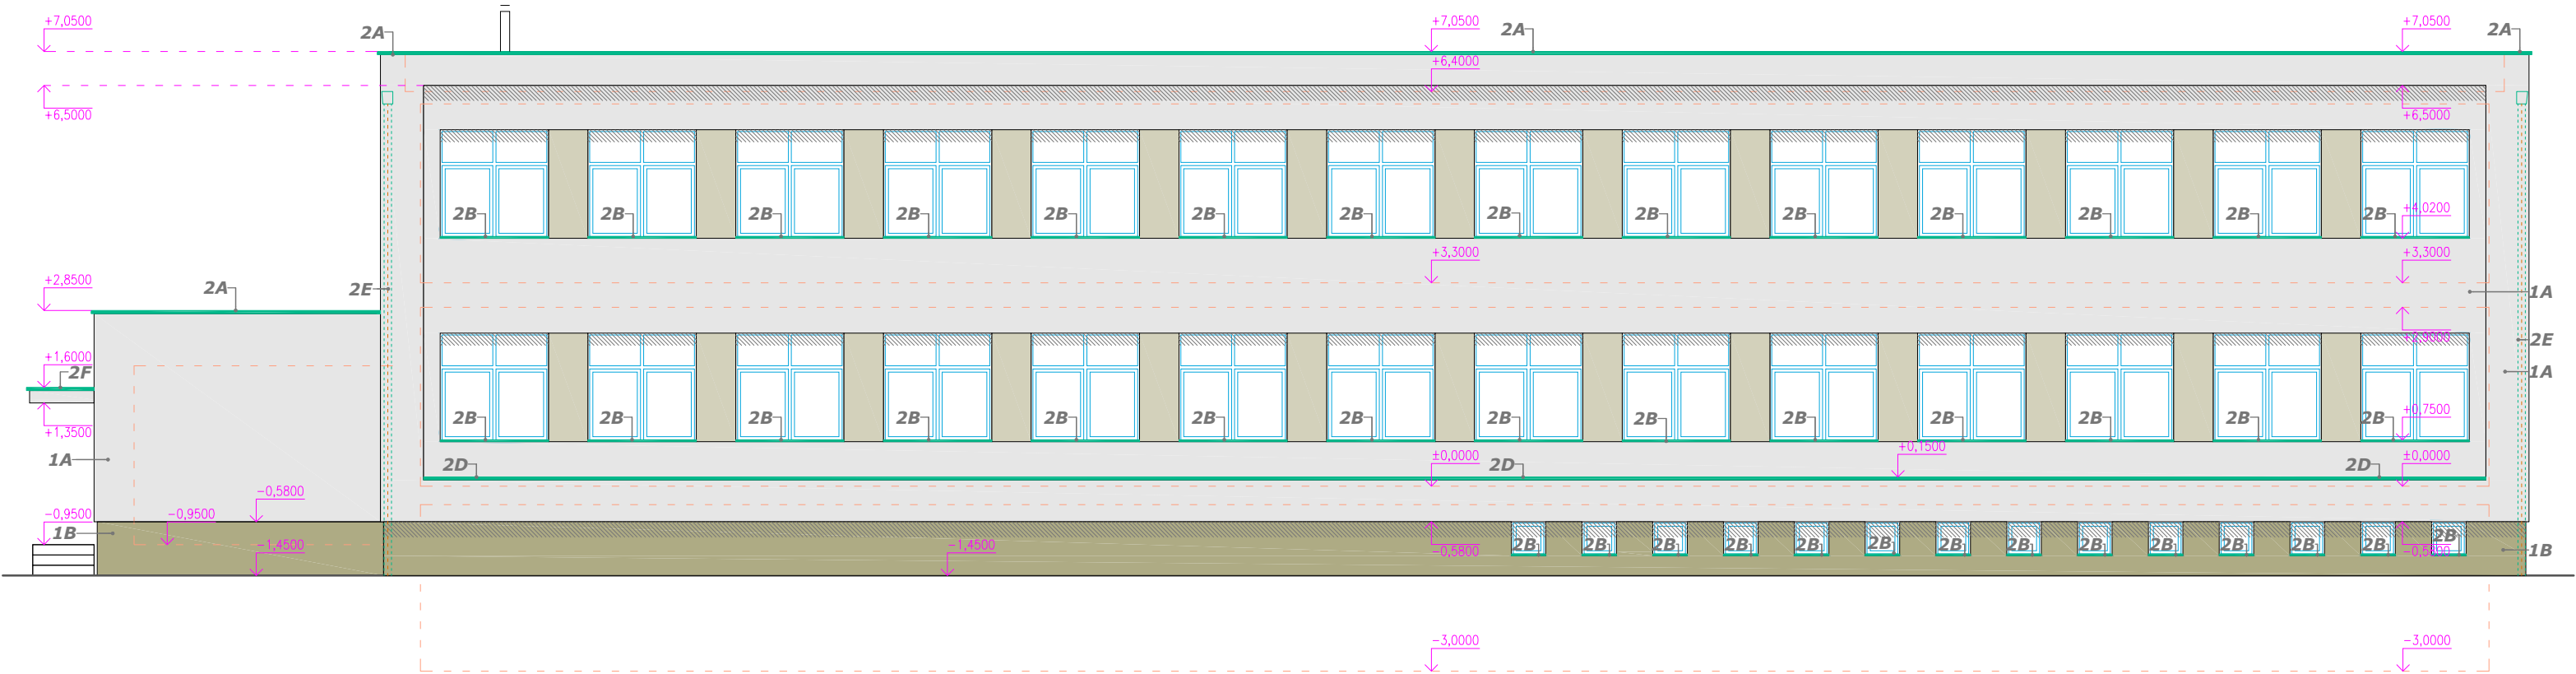 +7,0500 2A +7,0500 2A +7,0500 2A
+6,4000
+6,5000 +6,5000
2B 2B 2B 2B 2B 2B 2B 2B 2B 2B 2B 2B 2B 2B +4,0200
+3,3000 +3,3000
+2,8500 2A 2E 1A
+2,9000 2E
+1,6000
2F 1A
2B 2B 2B 2B 2B 2B 2B 2B 2B 2B 2B 2B 2B 2B +0,7500
+1,3500
+0,1500
1A 2D ±0,0000 2D ±0,0000 2D
-0,5800
-0,9500 -0,9500
1B -1,4500 -1,4500 -0,5800 2B 2B 2B 2B 2B 2B 2B 2B 2B 2B 2B 2B 2B -0,5800 2B 1B
-3,0000 -3,0000